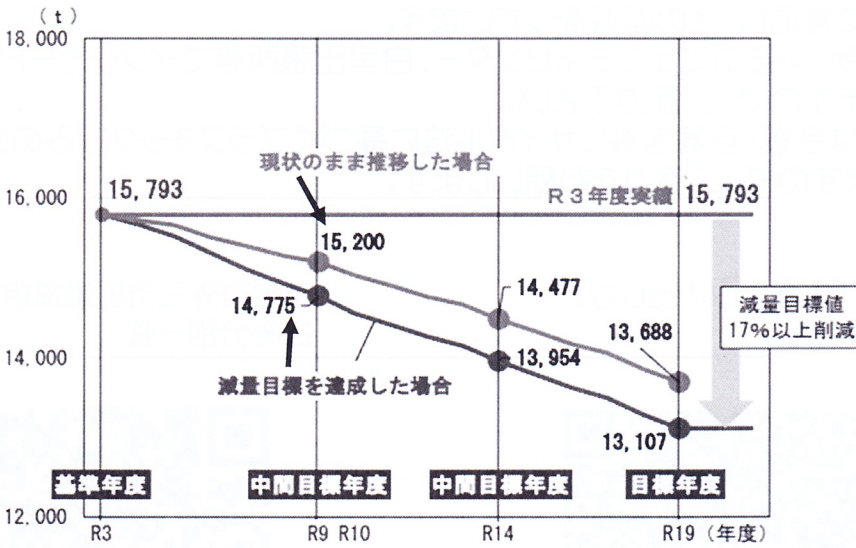 (t)
18,000
現状のまま推移した場合
16,000
15,793
R3年度実績 15,793
15,200
14,477
14,775
減量目標値
17%以上削減
13,688
14,000
13,954
減量目標を達成した場合
13,107
基準年度 中間目標年度 中間目標年度 目標年度
12,000
R3 R9 R10 R14 R19 (年度)